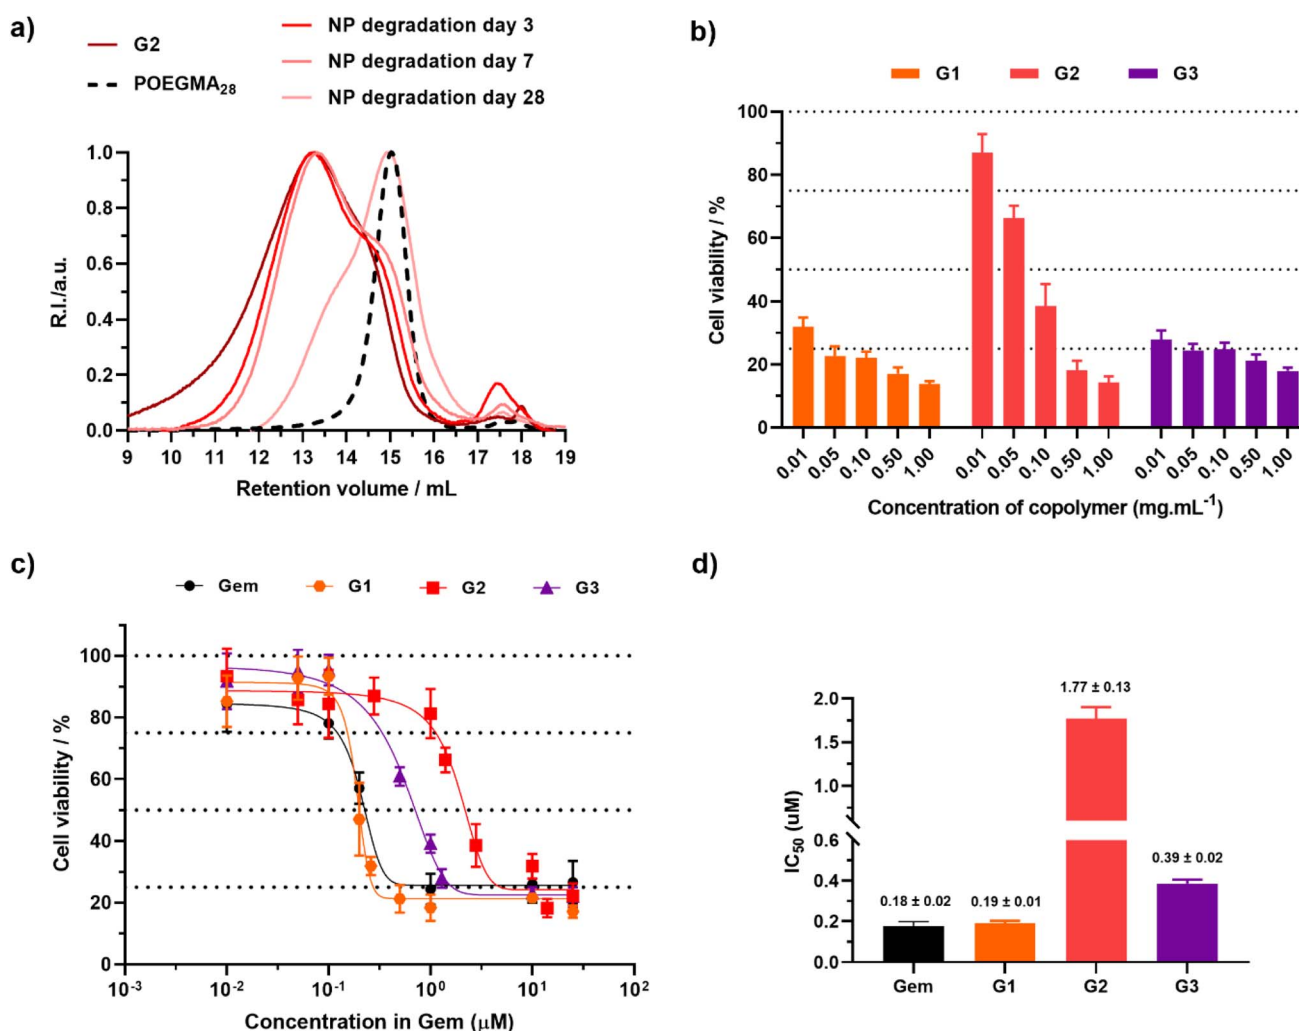 a)
G2
POEGMA₂₈
NP degradation day 3
NP degradation day 7
NP degradation day 28
R.I./a.u.
1.0
0.8
0.6
0.4
0.2
0.0
9 10 11 12 13 14 15 16 17 18 19
Retention volume / mL
b)
G1 G2 G3
Cell viability / %
100
80
60
40
20
0
0.01 0.05 0.10 0.50 1.00 0.01 0.05 0.10 0.50 1.00 0.01 0.05 0.10 0.50 1.00
Concentration of copolymer (mg.mL⁻¹)
c)
Gem G1 G2 G3
Cell viability / %
100
80
60
40
20
0
10⁻³ 10⁻² 10⁻¹ 10⁰ 10¹ 10²
Concentration in Gem (µM)
d)
IC₅₀ (uM)
2.0
1.5
1.0
0.6
0.4
0.2
0.0
1.77 ± 0.13
0.39 ± 0.02
0.18 ± 0.02 0.19 ± 0.01
Gem G1 G2 G3